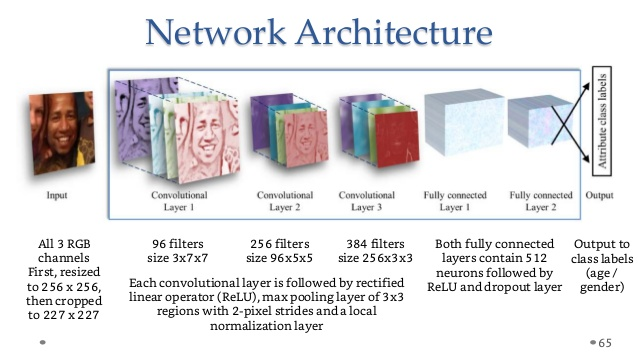 Network Architecture
Input
Convolutional
Layer 1
Convolutional
Layer 2
Convolutional
Layer 3
Fully connected
Layer 1
Fully connected
Layer 2
Attribute class labels
Output
All 3 RGB
channels
First, resized
to 256 x 256,
then cropped
to 227 x 227
96 filters
size 3x7x7
256 filters
size 96x5x5
384 filters
size 256x3x3
Each convolutional layer is followed by rectified
linear operator (ReLU), max pooling layer of 3x3
regions with 2-pixel strides and a local
normalization layer
Both fully connected
layers contain 512
neurons followed by
ReLU and dropout layer
Output to
class labels
(age /
gender)
65